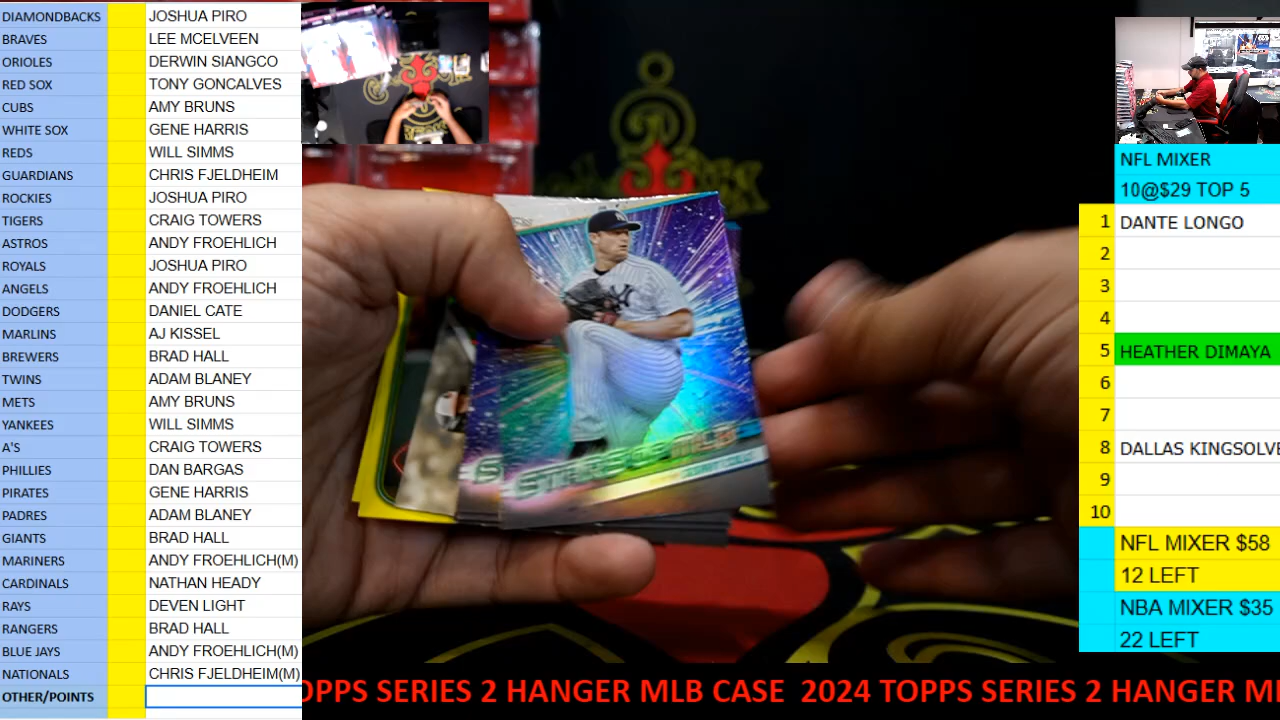 DIAMONDBACKS JOSHUA PIRO
BRAVES LEE MCELVEEN
ORIOLES DERWIN SIANGCO
RED SOX TONY GONCALVES
CUBS AMY BRUNS
WHITE SOX GENE HARRIS
REDS WILL SIMMS
GUARDIANS CHRIS FJELDHEIM
ROCKIES JOSHUA PIRO
TIGERS CRAIG TOWERS
ASTROS ANDY FROEHLICH
ROYALS JOSHUA PIRO
ANGELS ANDY FROEHLICH
DODGERS DANIEL CATE
MARLINS AJ KISSEL
BREWERS BRAD HALL
TWINS ADAM BLANEY
METS AMY BRUNS
YANKEES WILL SIMMS
A'S CRAIG TOWERS
PHILLIES DAN BARGAS
PIRATES GENE HARRIS
PADRES ADAM BLANEY
GIANTS BRAD HALL
MARINERS ANDY FROEHLICH(M)
CARDINALS NATHAN HEADY
RAYS DEVEN LIGHT
RANGERS BRAD HALL
BLUE JAYS ANDY FROEHLICH(M)
NATIONALS CHRIS FJELDHEIM(M)
OTHER/POINTS
STARS OF MLB
NFL MIXER
10@$29 TOP 5
1 DANTE LONGO
2
3
4
5 HEATHER DIMAYA
6
7
8 DALLAS KINGSOLVE
9
10
NFL MIXER $58
12 LEFT
NBA MIXER $35
22 LEFT
OPPS SERIES 2 HANGER MLB CASE 2024 TOPPS SERIES 2 HANGER ML